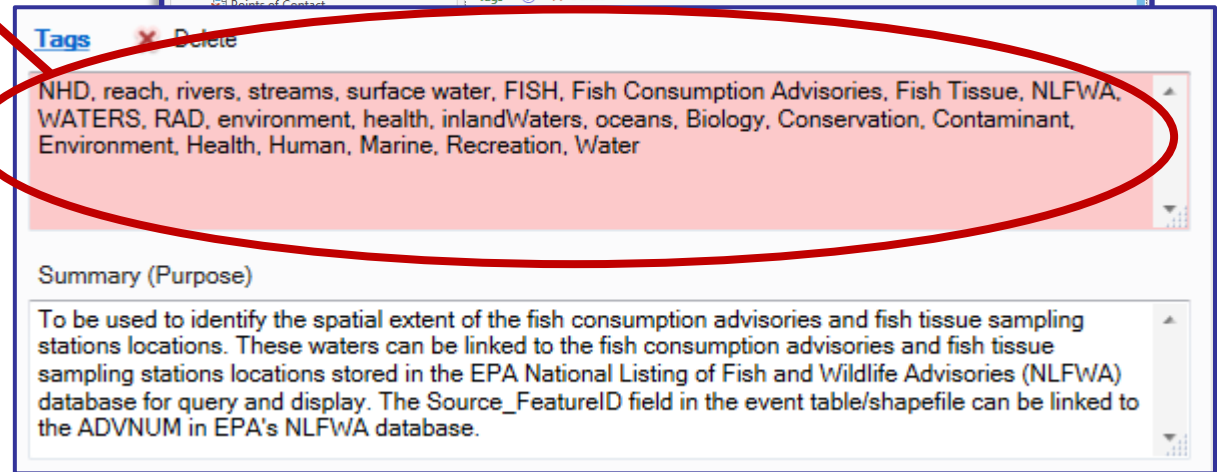 Points of Contact
Tags
Tags Delete
NHD, reach, rivers, streams, surface water, FISH, Fish Consumption Advisories, Fish Tissue, NLFWA,
WATERS, RAD, environment, health, inlandWaters, oceans, Biology, Conservation, Contaminant,
Environment, Health, Human, Marine, Recreation, Water
Summary (Purpose)
To be used to identify the spatial extent of the fish consumption advisories and fish tissue sampling
stations locations. These waters can be linked to the fish consumption advisories and fish tissue
sampling stations locations stored in the EPA National Listing of Fish and Wildlife Advisories (NLFWA)
database for query and display. The Source_FeatureID field in the event table/shapefile can be linked to
the ADVNUM in EPA's NLFWA database.